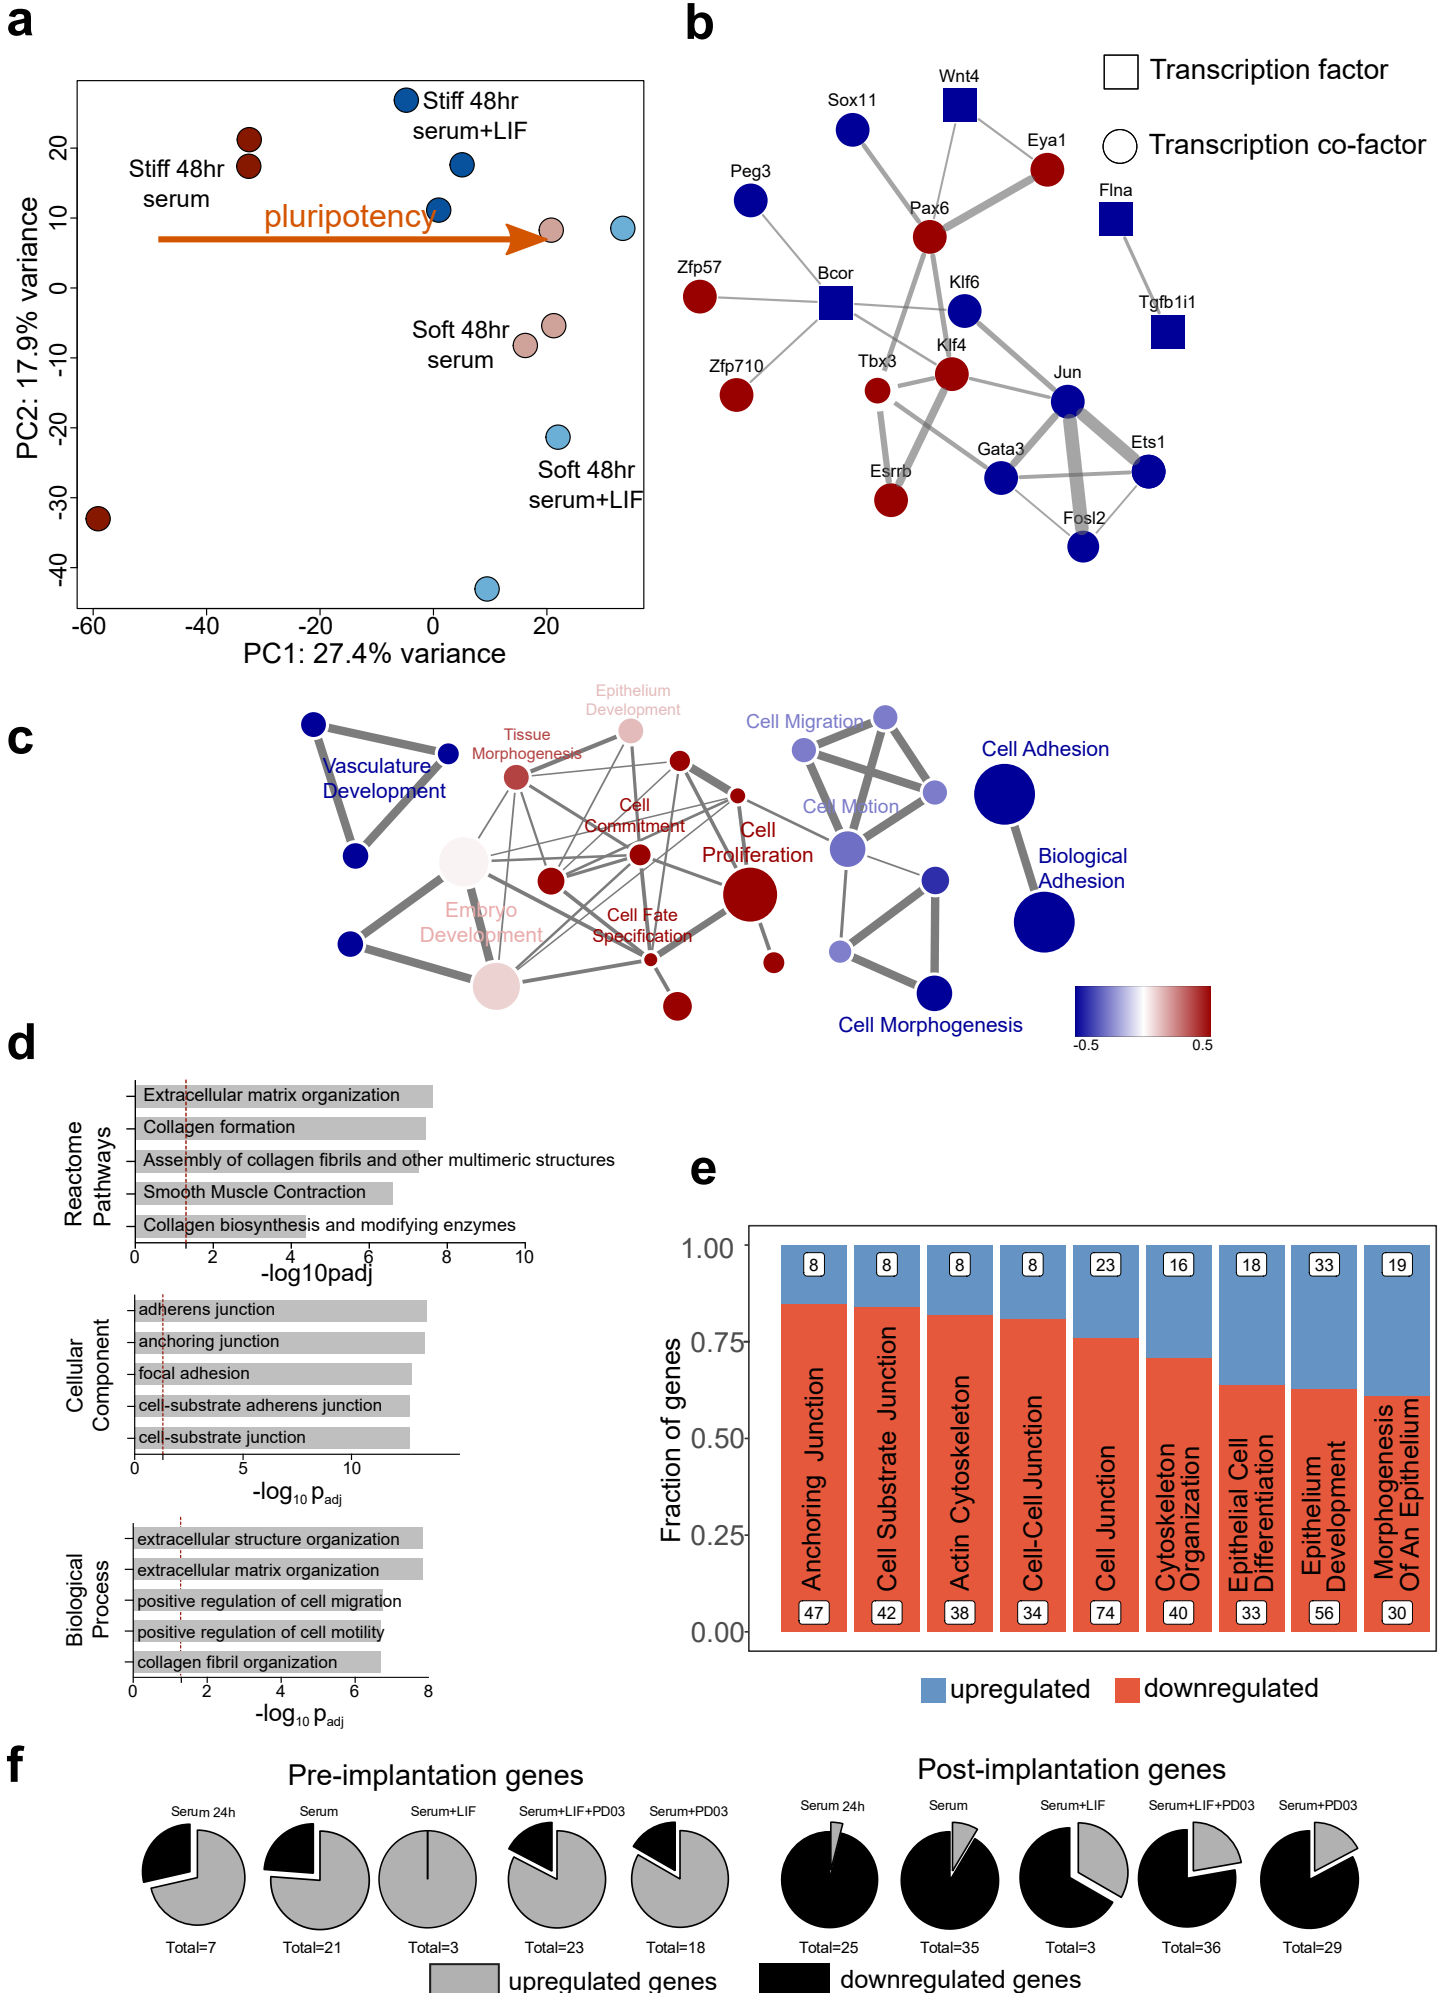 a
Stiff 48hr
serum+LIF
Stiff 48hr
serum
pluripotency
Soft 48hr
serum
Soft 48hr
serum+LIF
20
10
0
-10
-20
-30
-40
PC2: 17.9% variance
-60
-40
-20
0
20
PC1: 27.4% variance
b
Transcription factor
Transcription co-factor
Wnt4
Sox11
Eya1
Peg3
Flna
Pax6
Zfp57
Bcor
Klf6
Tgfb1i1
Zfp710
Tbx3
Klf4
Jun
Gata3
Ets1
Esrrb
Fosl2
c
Epithelium
Development
Tissue
Morphogenesis
Cell Migration
Cell Adhesion
Vasculature
Development
Cell
Commitment
Cell Motion
Cell
Proliferation
Biological
Adhesion
Embryo
Development
Cell Fate
Specification
Cell Morphogenesis
-0.5
0.5
d
Reactome
Pathways
Extracellular matrix organization
Collagen formation
Assembly of collagen fibrils and other multimeric structures
Smooth Muscle Contraction
Collagen biosynthesis and modifying enzymes
0
2
4
6
8
10
-log10padj
Cellular
Component
adherens junction
anchoring junction
focal adhesion
cell-substrate adherens junction
cell-substrate junction
0
5
10
-log10 padj
Biological
Process
extracellular structure organization
extracellular matrix organization
positive regulation of cell migration
positive regulation of cell motility
collagen fibril organization
0
2
4
6
8
-log10 padj
e
Fraction of genes
1.00
0.75
0.50
0.25
0.00
8
8
8
8
23
16
18
33
19
Anchoring Junction
Cell Substrate Junction
Actin Cytoskeleton
Cell-Cell Junction
Cell Junction
Cytoskeleton
Organization
Epithelial Cell
Differentiation
Epithelium
Development
Morphogenesis
Of An Epithelium
47
42
38
34
74
40
33
56
30
upregulated
downregulated
f
Pre-implantation genes
Serum 24h
Serum
Serum+LIF
Serum+LIF+PD03
Serum+PD03
Total=7
Total=21
Total=3
Total=23
Total=18
Post-implantation genes
Serum 24h
Serum
Serum+LIF
Serum+LIF+PD03
Serum+PD03
Total=25
Total=35
Total=3
Total=36
Total=29
upregulated genes
downregulated genes